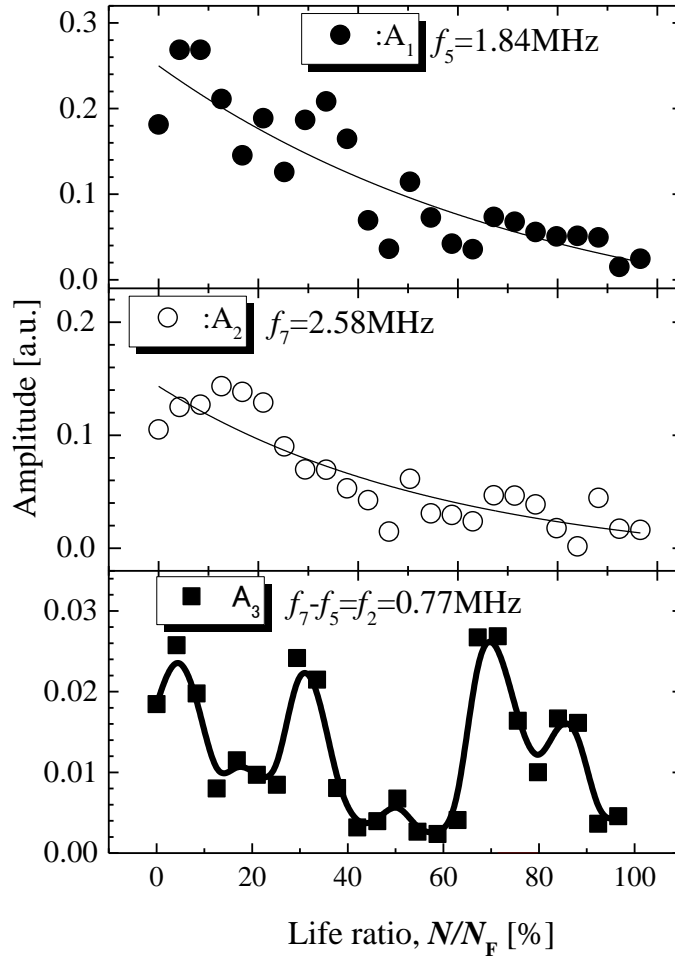 0.3
:A₁ f₅=1.84MHz
0.2
0.1
0.0
0.2
:A₂ f₇=2.58MHz
0.1
0.0
Amplitude [a.u.]
A₃ f₇-f₅=f₂=0.77MHz
0.03
0.02
0.01
0.00
0 20 40 60 80 100
Life ratio, N/N_F [%]